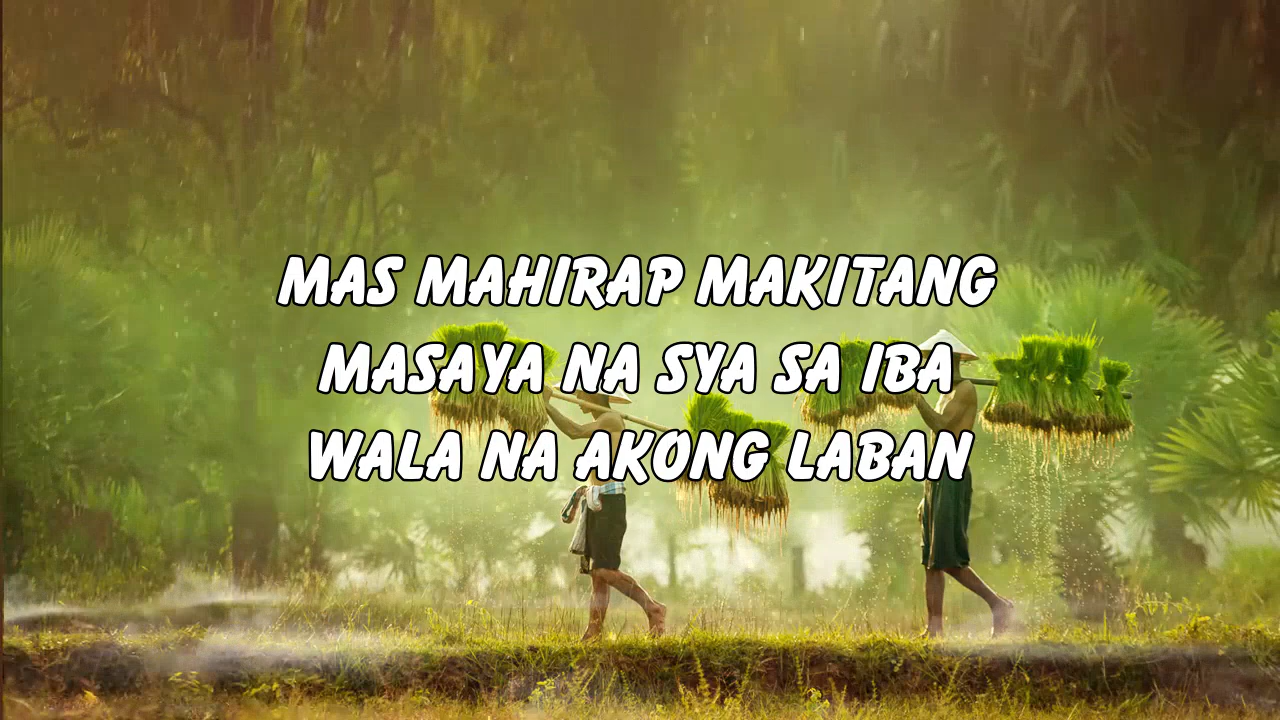 MAS MAHIRAP MAKITANG
MASAYA NA SYA SA IBA
WALA NA AKONG LABAN